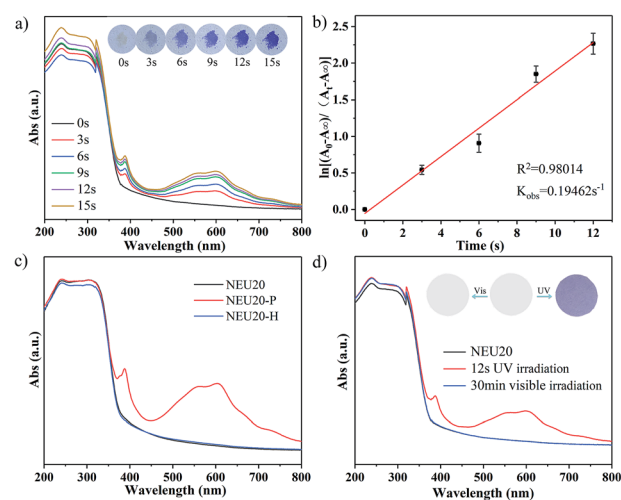 a)
0s 3s 6s 9s 12s 15s
Abs (a.u.)
0s
3s
6s
9s
12s
15s
200 300 400 500 600 700 800
Wavelength (nm)
b)
ln[(A0-A∞)/（At-A∞)]
2.5
2.0
1.5
1.0
0.5
0.0
R²=0.98014
Kobs=0.19462s⁻¹
0 2 4 6 8 10 12
Time (s)
c)
Abs (a.u.)
NEU20
NEU20-P
NEU20-H
200 300 400 500 600 700 800
Wavelength (nm)
d)
Vis UV
Abs (a.u.)
NEU20
12s UV irradiation
30min visible irradiation
200 300 400 500 600 700 800
Wavelength (nm)